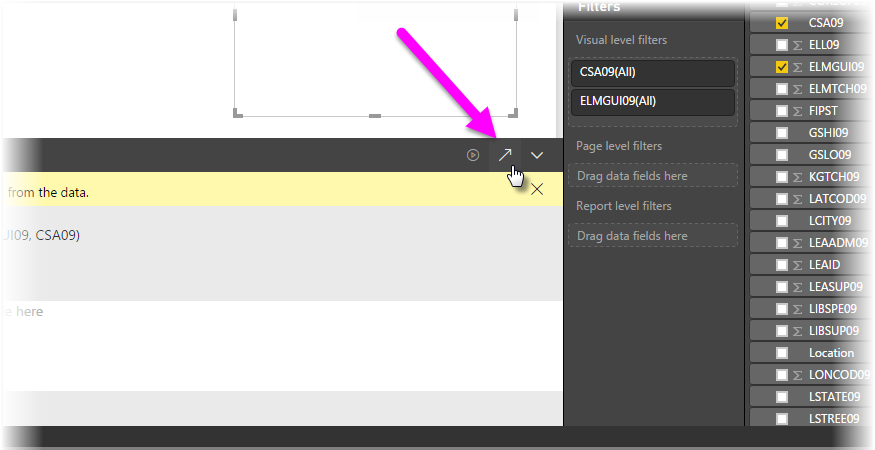 Filters
Visual level filters
CSA09(All)
ELMGUI09(All)
Page level filters
Drag data fields here
Report level filters
Drag data fields here
from the data.
UI09, CSA09)
here
CSA09
ELL09
ELMGUI09
ELMTCH09
FIPST
GSHI09
GSLO09
KGTCH09
LATCOD09
LCITY09
LEAADM09
LEAID
LEASUP09
LIBSPE09
LIBSUP09
Location
LONCOD09
LSTATE09
LSTREE09